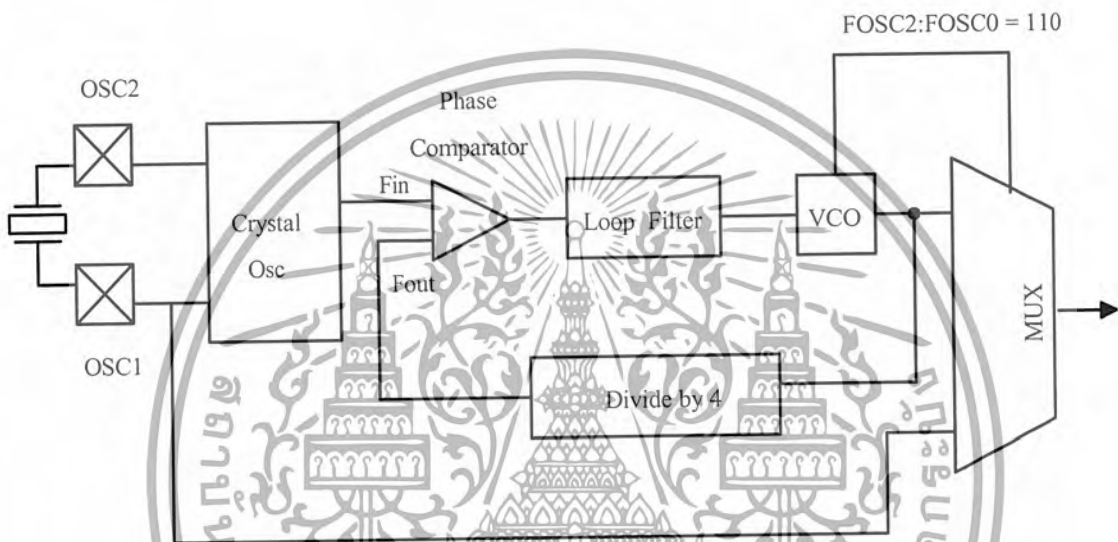 FOSC2:FOSC0 = 110
OSC2
Phase
Comparator
Fin
Crystal
Osc
Loop Filter
VCO
Fout
MUX
OSC1
Divide by 4